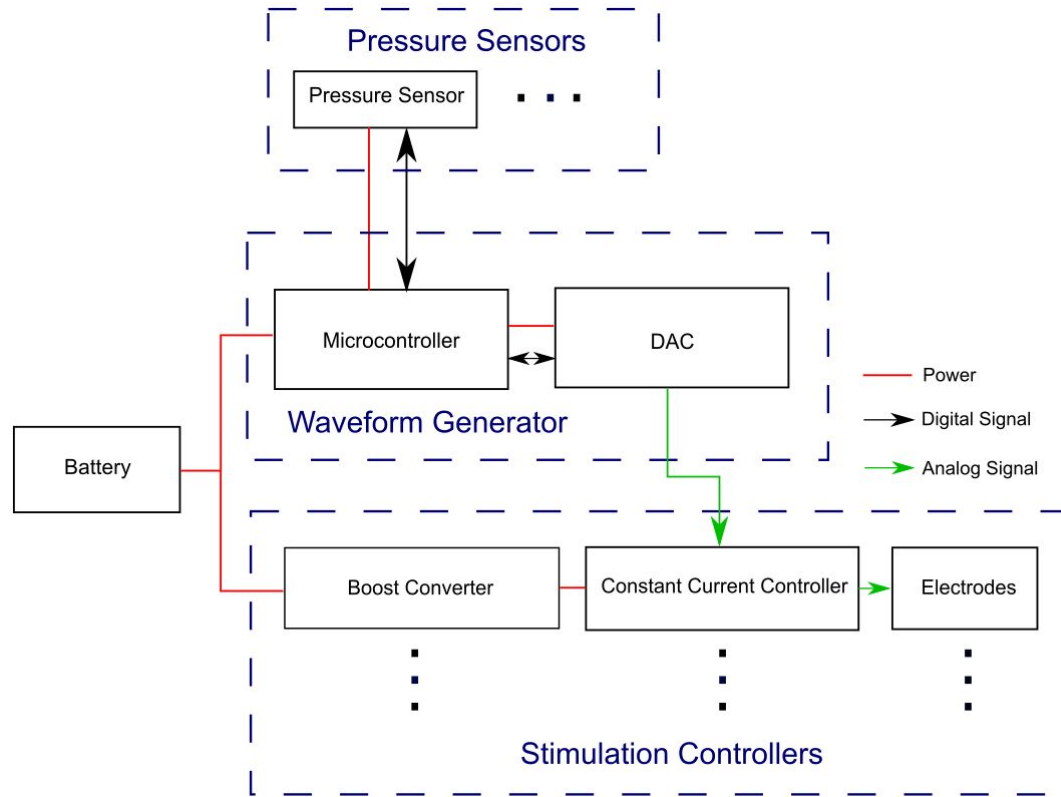 Pressure Sensors
Pressure Sensor
Microcontroller
DAC
Waveform Generator
Power
Digital Signal
Analog Signal
Battery
Boost Converter
Constant Current Controller
Electrodes
Stimulation Controllers